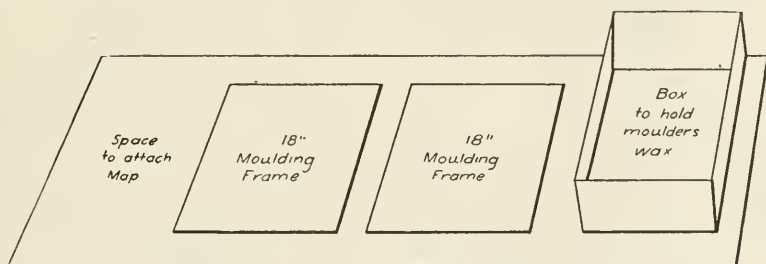 Space
to attach
Map
18"
Moulding
Frame
18"
Moulding
Frame
Box
to hold
moulders
wax